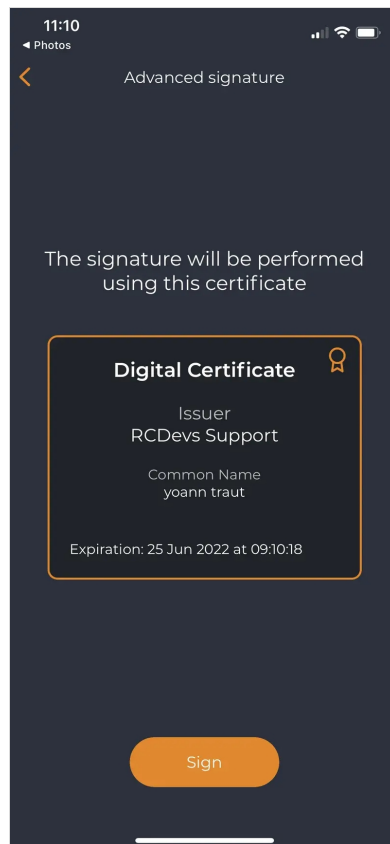 11:10
◀ Photos
Advanced signature
The signature will be performed
using this certificate
Digital Certificate
Issuer
RCDevs Support
Common Name
yoann traut
Expiration: 25 Jun 2022 at 09:10:18
Sign